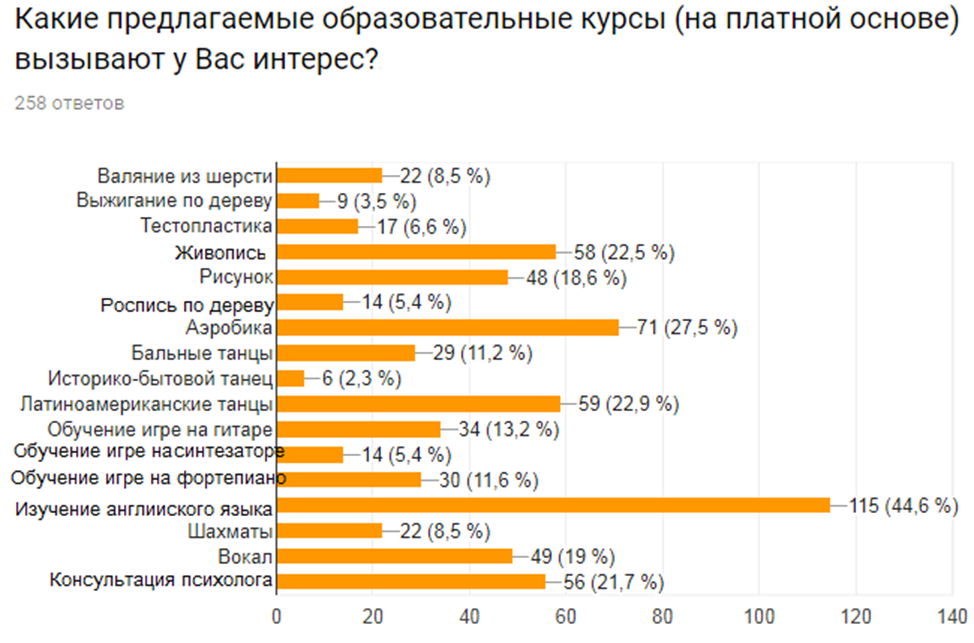 Какие предлагаемые образовательные курсы (на платной основе)
вызывают у Вас интерес?
258 ответов
Валяние из шерсти 22 (8,5 %)
Выжигание по дереву 9 (3,5 %)
Тестопластика 17 (6,6 %)
Живопись 58 (22,5 %)
Рисунок 48 (18,6 %)
Роспись по дереву 14 (5,4 %)
Аэробика 71 (27,5 %)
Бальные танцы 29 (11,2 %)
Историко-бытовой танец 6 (2,3 %)
Латиноамериканские танцы 59 (22,9 %)
Обучение игре на гитаре 34 (13,2 %)
Обучение игре на синтезаторе 14 (5,4 %)
Обучение игре на фортепиано 30 (11,6 %)
Изучение англииского языка 115 (44,6 %)
Шахматы 22 (8,5 %)
Вокал 49 (19 %)
Консультация психолога 56 (21,7 %)
0 20 40 60 80 100 120 140